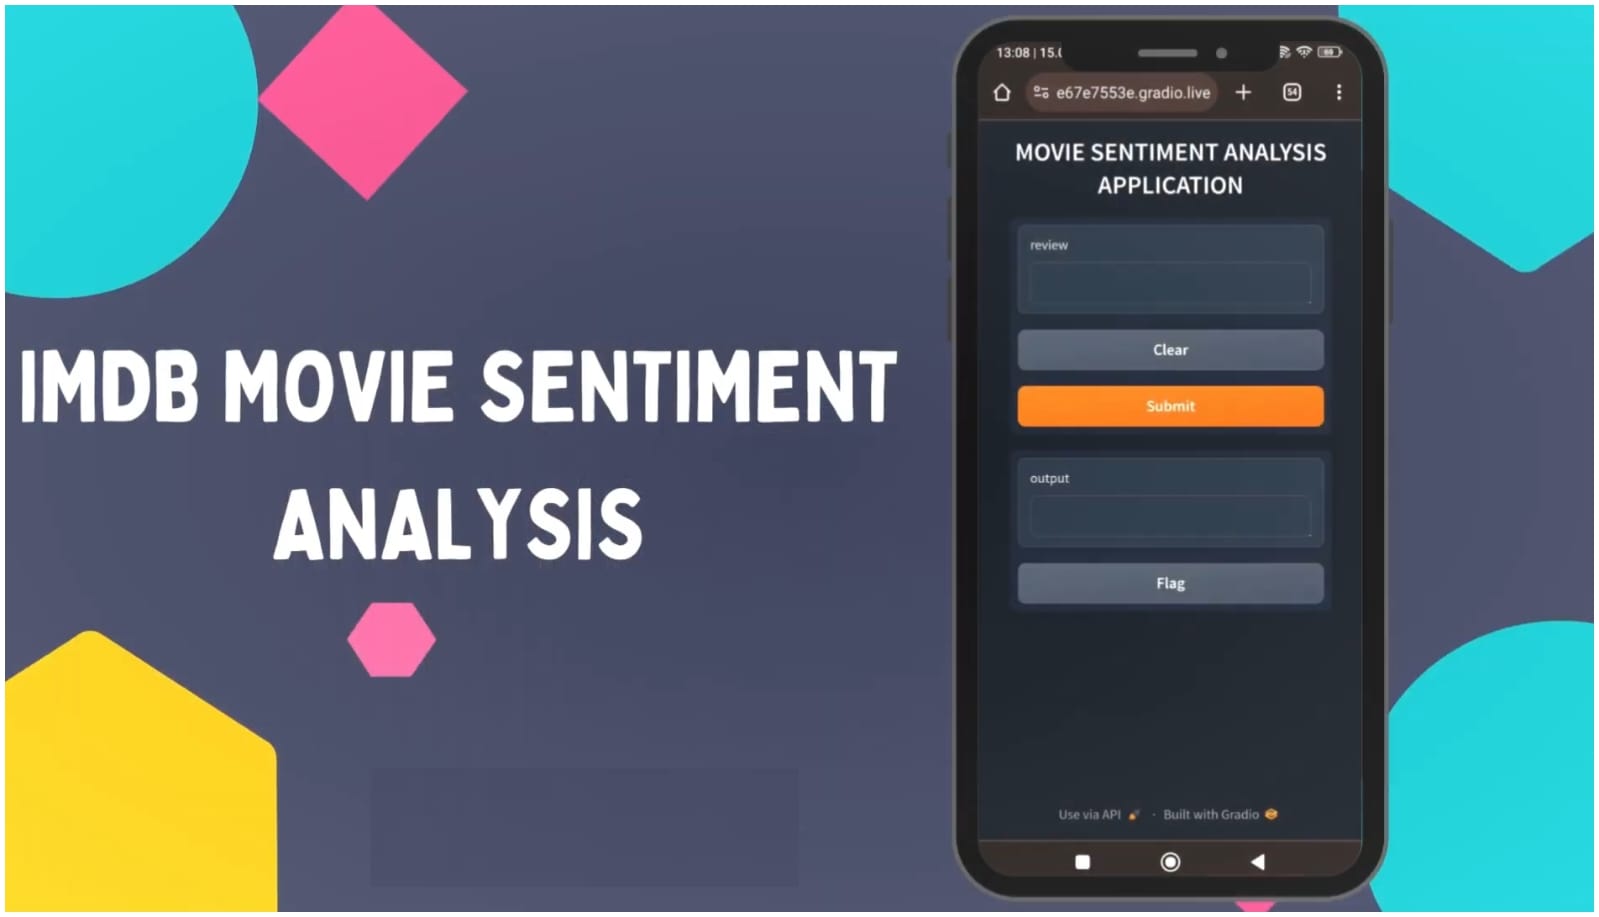 IMDB MOVIE SENTIMENT
ANALYSIS
13:08 | 15.
69
e67e7553e.gradio.live
54
MOVIE SENTIMENT ANALYSIS
APPLICATION
review
Clear
Submit
output
Flag
Use via API · Built with Gradio